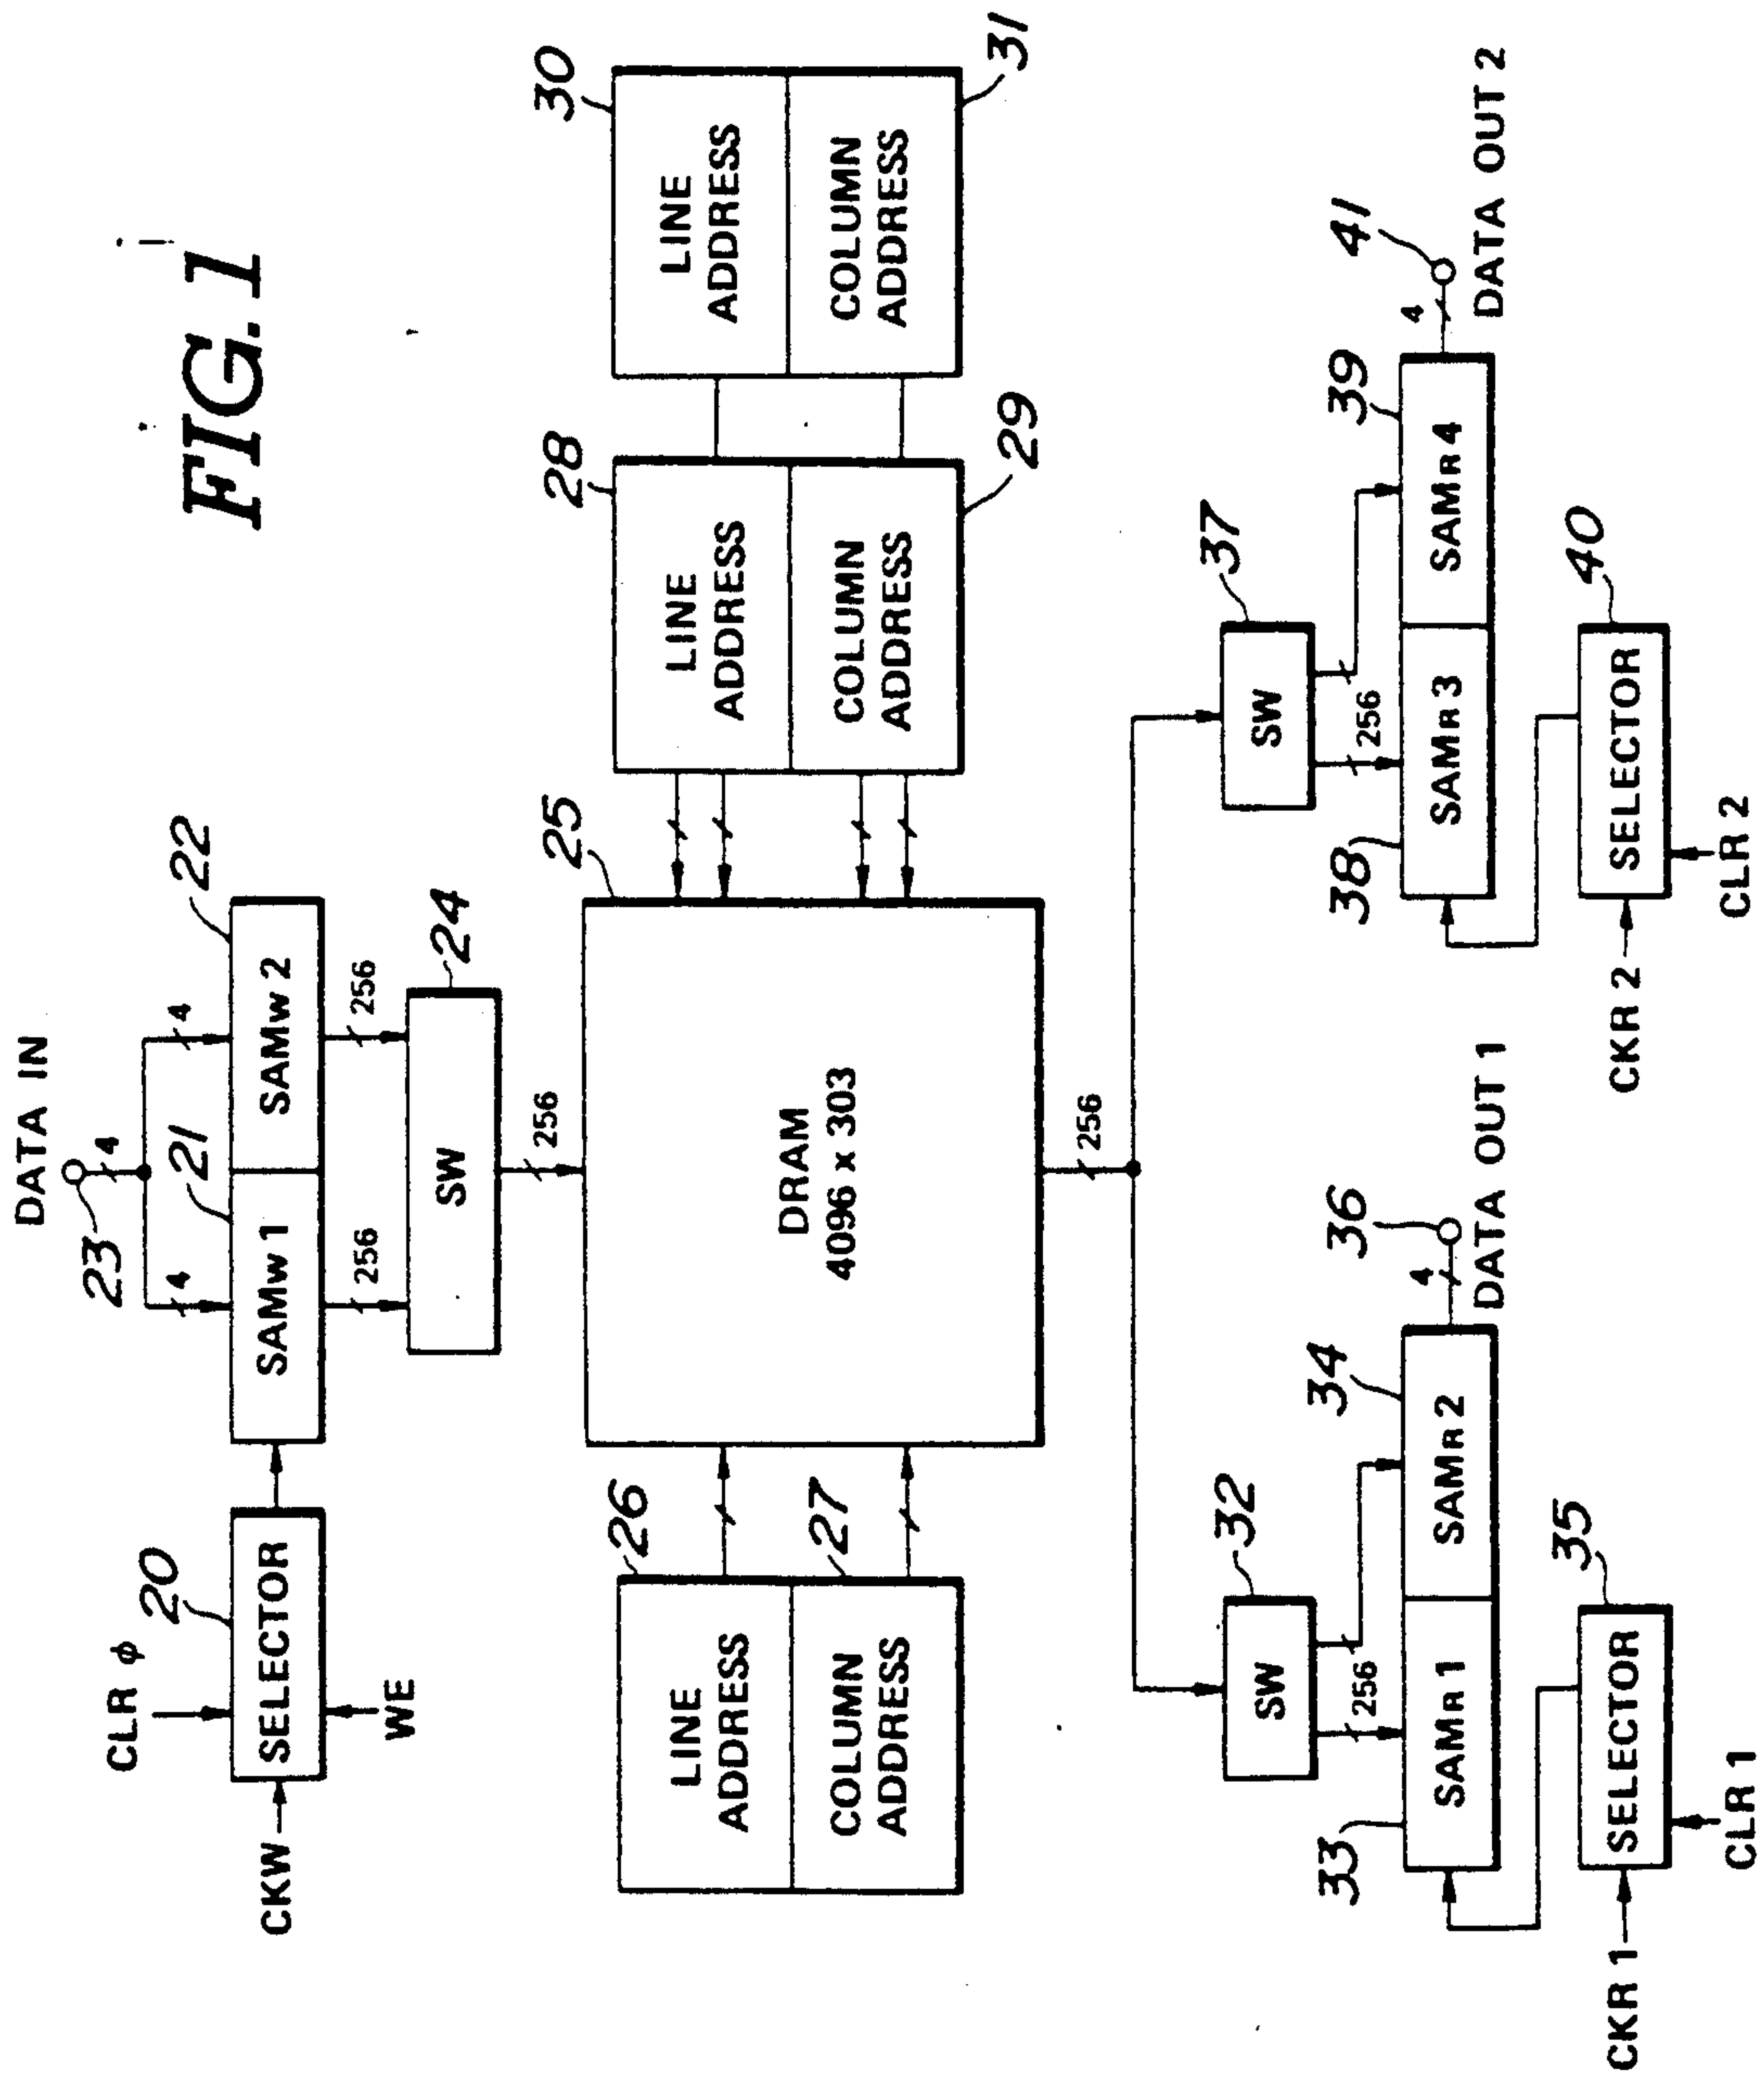 FIG. 1
DATA IN
23
4
4
4
CLR φ
20
CKW
SELECTOR
WE
21
22
SAMW 1
SAMW 2
256
256
24
SW
256
26
LINE
ADDRESS
27
COLUMN
ADDRESS
25
DRAM
4096 x 303
28
LINE
ADDRESS
COLUMN
ADDRESS
29
30
LINE
ADDRESS
COLUMN
ADDRESS
31
256
32
SW
256
33
34
SAMR 1
SAMR 2
4
36
DATA OUT 1
35
CKR 1
SELECTOR
CLR 1
37
SW
256
38
39
SAMR 3
SAMR 4
4
41
DATA OUT 2
40
CKR 2
SELECTOR
CLR 2